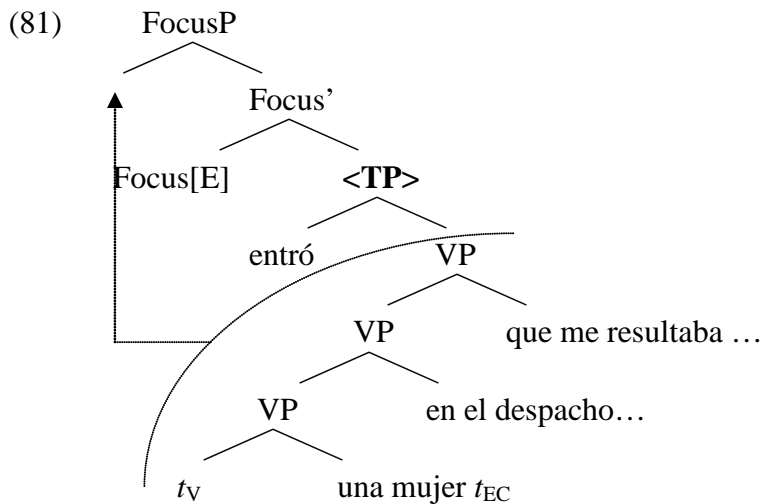 (81) FocusP
Focus’
Focus[E] <TP>
entró VP
VP que me resultaba …
VP en el despacho…
tV una mujer tEC